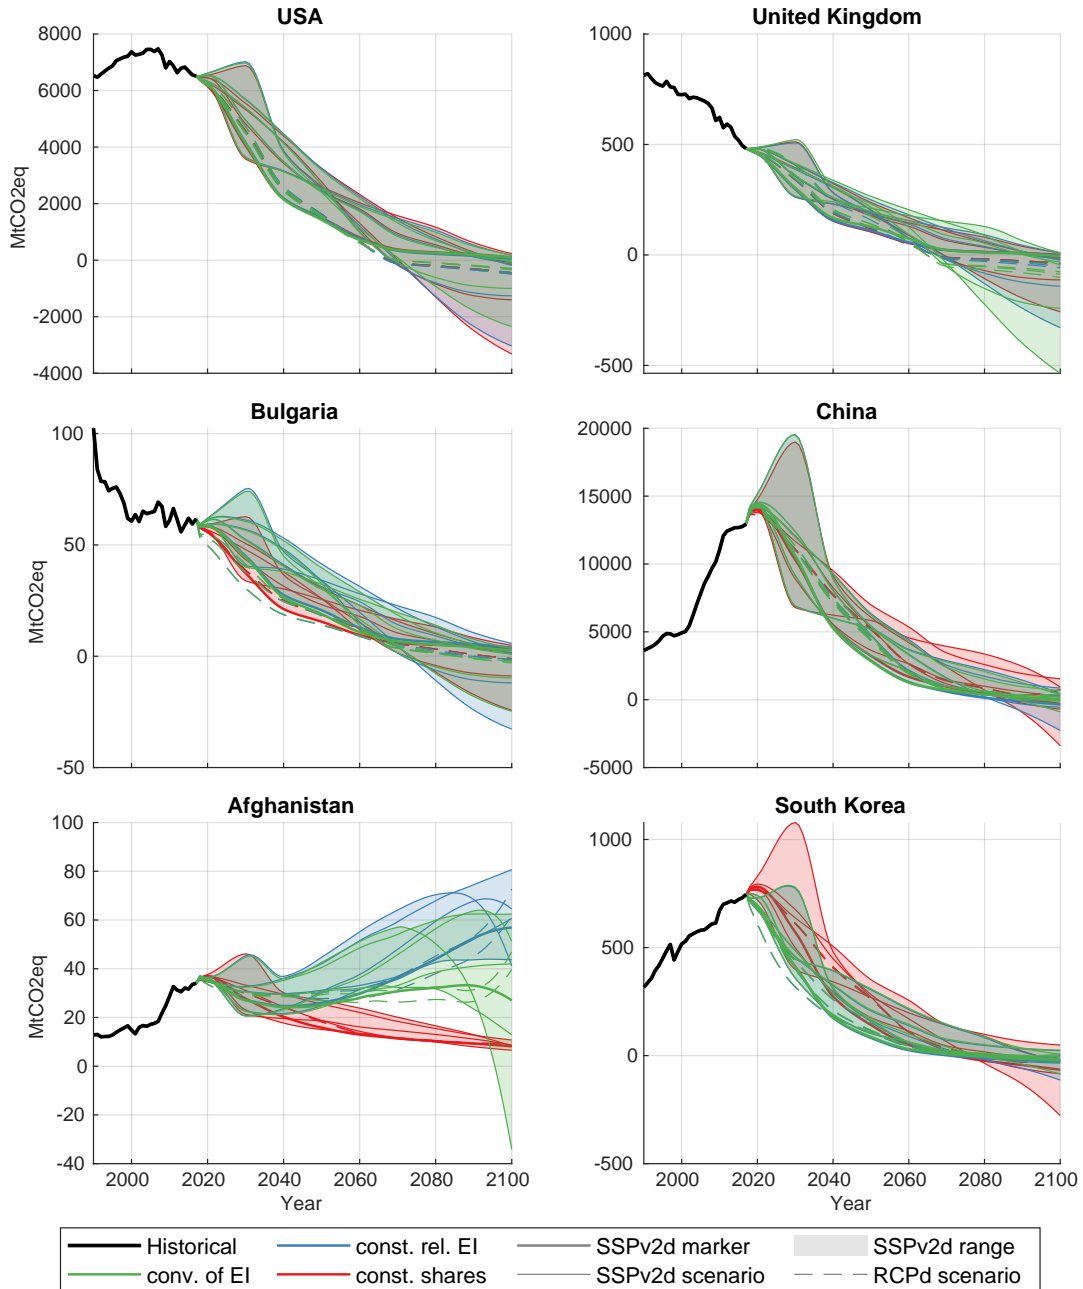 USA
United Kingdom
8000
6000
4000
2000
0
-2000
-4000
MtCO2eq
1000
500
0
-500
Bulgaria
China
100
50
0
-50
MtCO2eq
20000
15000
10000
5000
0
-5000
Afghanistan
South Korea
100
80
60
40
20
0
-20
-40
MtCO2eq
1000
500
0
-500
2000 2020 2040 2060 2080 2100
Year
2000 2020 2040 2060 2080 2100
Year
Historical const. rel. EI SSPv2d marker SSPv2d range
conv. of EI const. shares SSPv2d scenario RCPd scenario